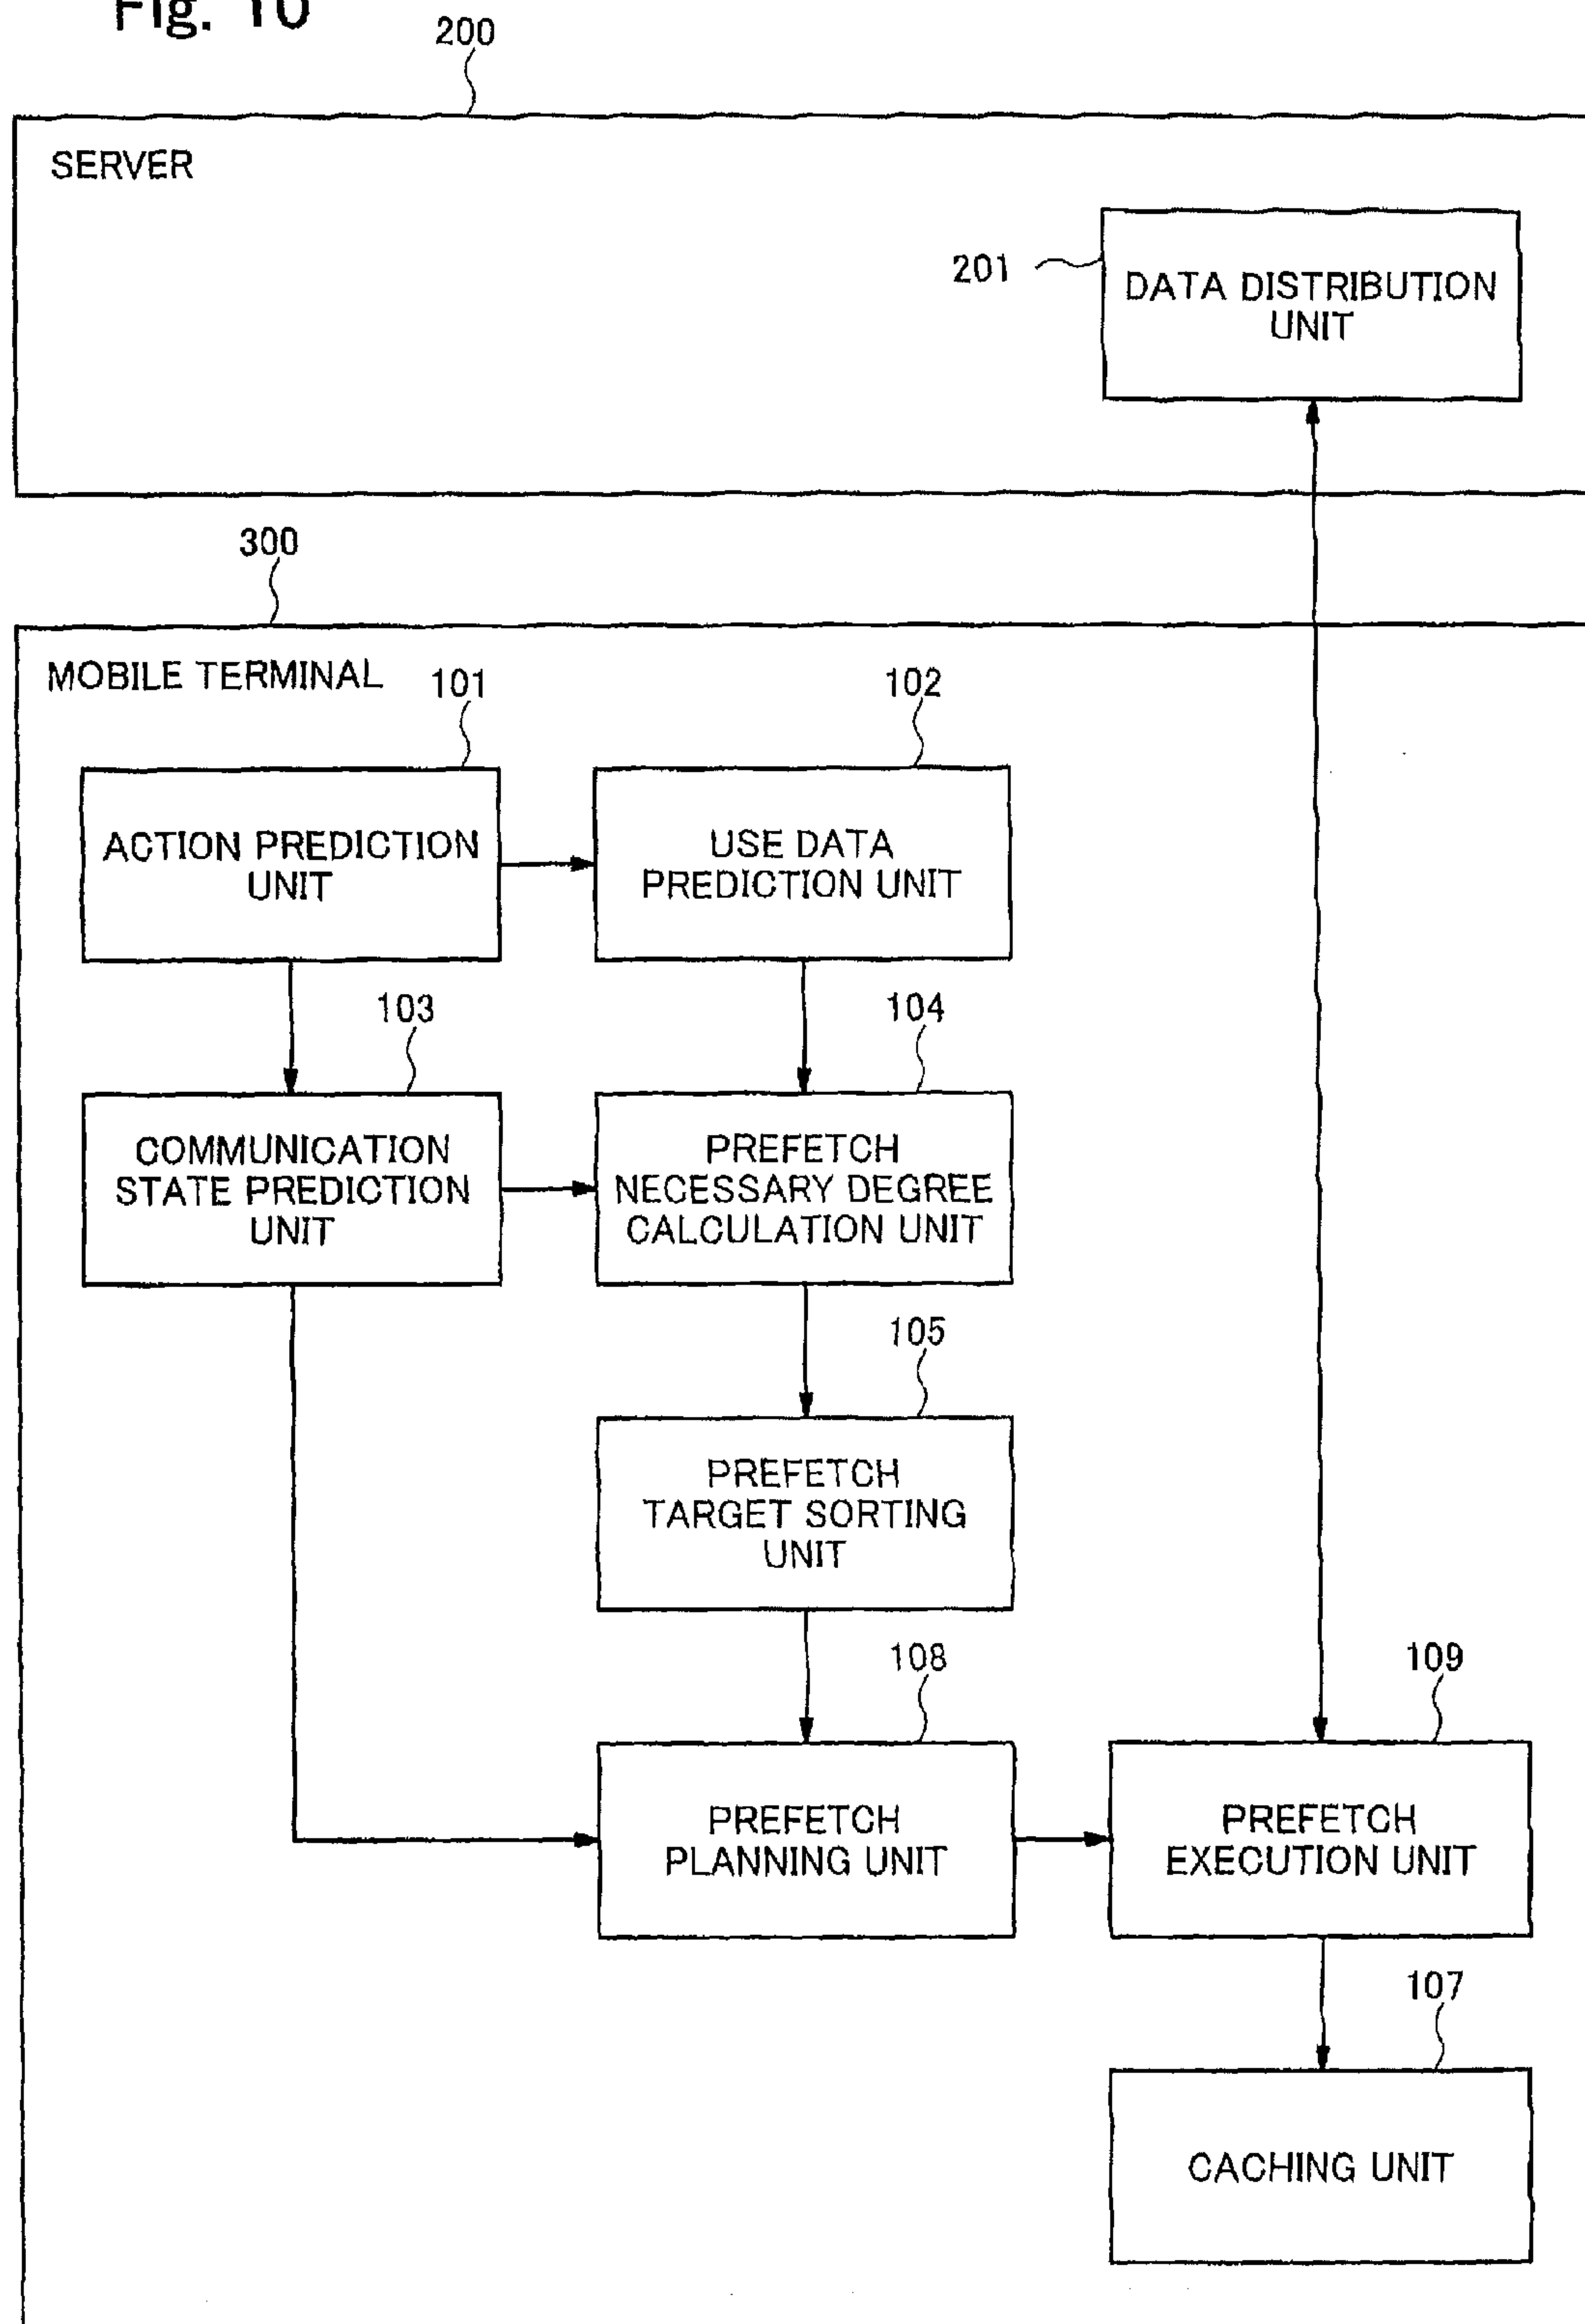 Fig. 10
200
SERVER
201
DATA DISTRIBUTION
UNIT
300
MOBILE TERMINAL
101
102
ACTION PREDICTION
UNIT
USE DATA
PREDICTION UNIT
103
104
COMMUNICATION
STATE PREDICTION
UNIT
PREFETCH
NECESSARY DEGREE
CALCULATION UNIT
105
PREFETCH
TARGET SORTING
UNIT
108
109
PREFETCH
PLANNING UNIT
PREFETCH
EXECUTION UNIT
107
CACHING UNIT